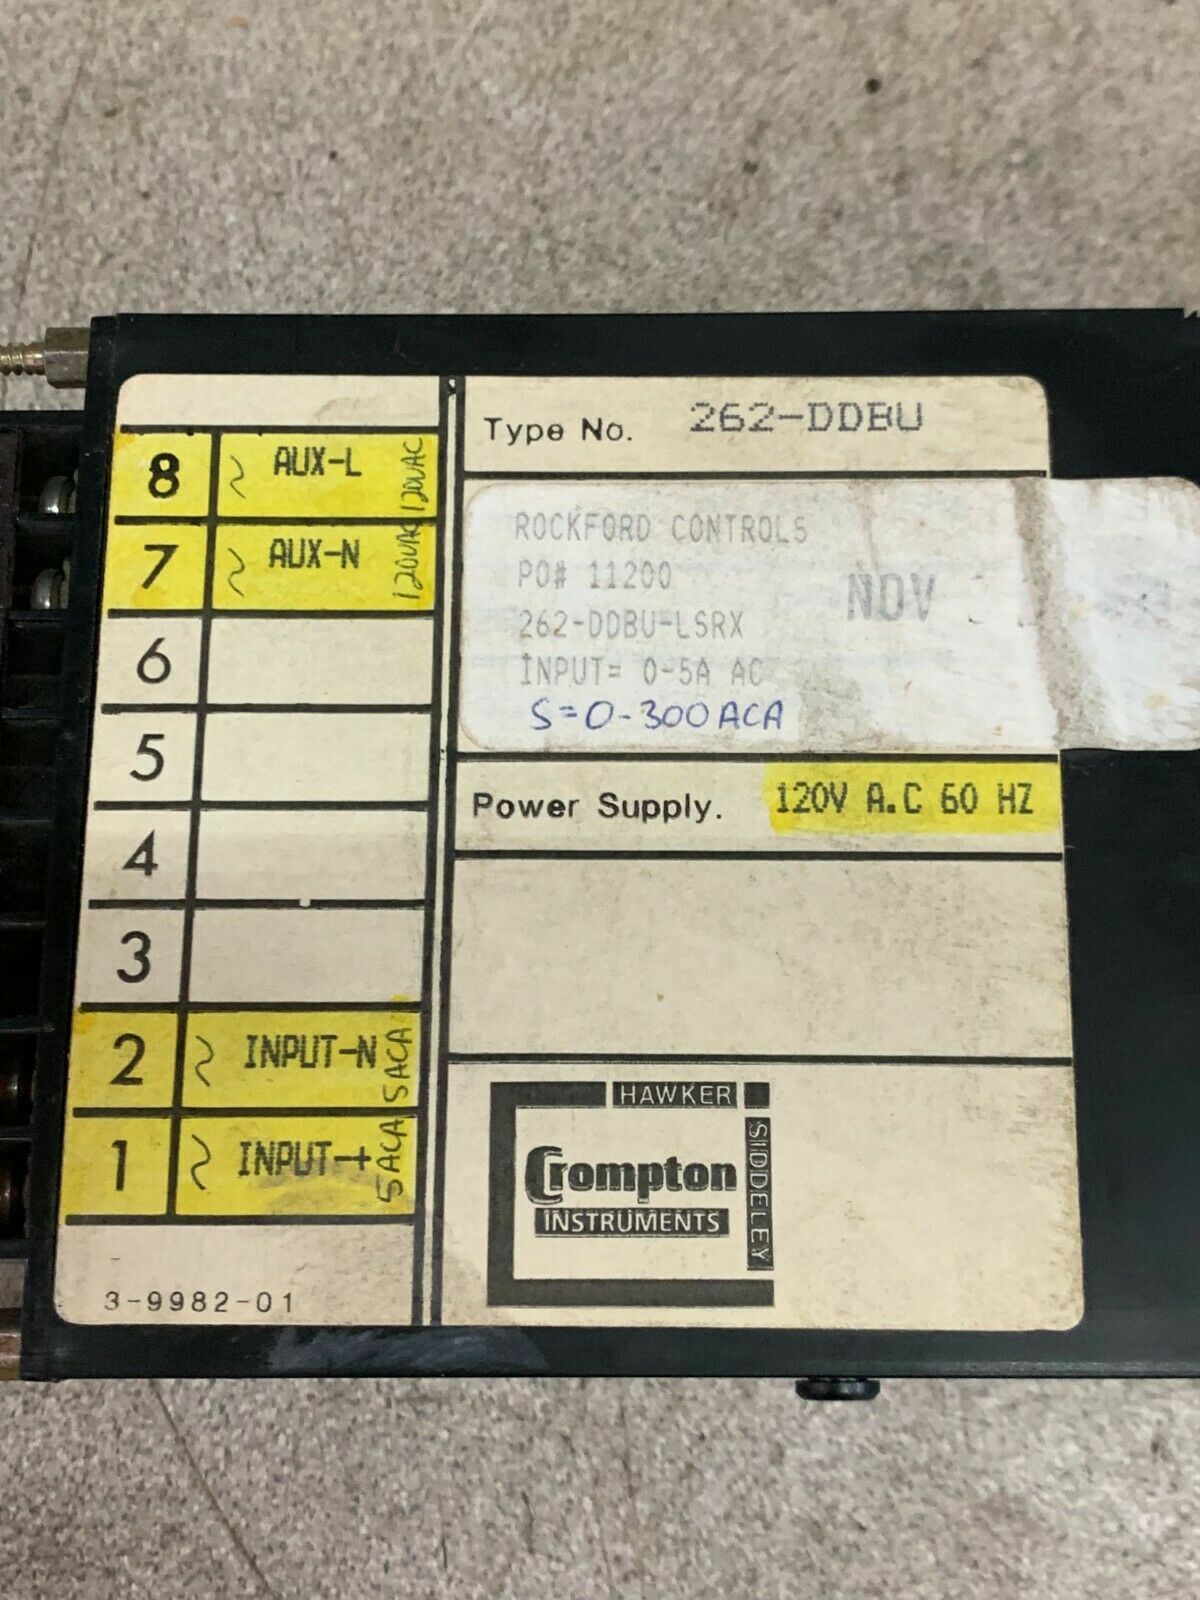 Type No. 262-DDBU
8 ~ AUX-L 120VAC
7 ~ AUX-N 120VAC
6
5
4
3
2 ~ INPUT-N 5ACA
1 ~ INPUT-+ 5ACA
3-9982-01
ROCKFORD CONTROLS
PO# 11200
262-DDBU-LSRX
INPUT= 0-5A AC
S=0-300ACA
NOV
Power Supply. 120V A.C 60 HZ
HAWKER
SIDDELEY
Crompton
INSTRUMENTS